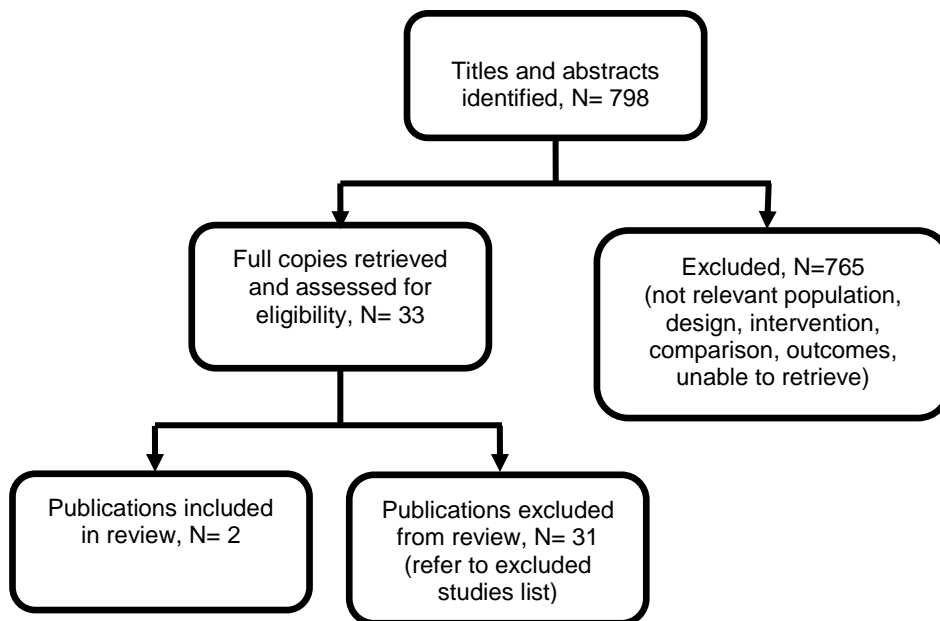 Titles and abstracts
identified, N= 798
Full copies retrieved
and assessed for
eligibility, N= 33
Excluded, N=765
(not relevant population,
design, intervention,
comparison, outcomes,
unable to retrieve)
Publications included
in review, N= 2
Publications excluded
from review, N= 31
(refer to excluded
studies list)